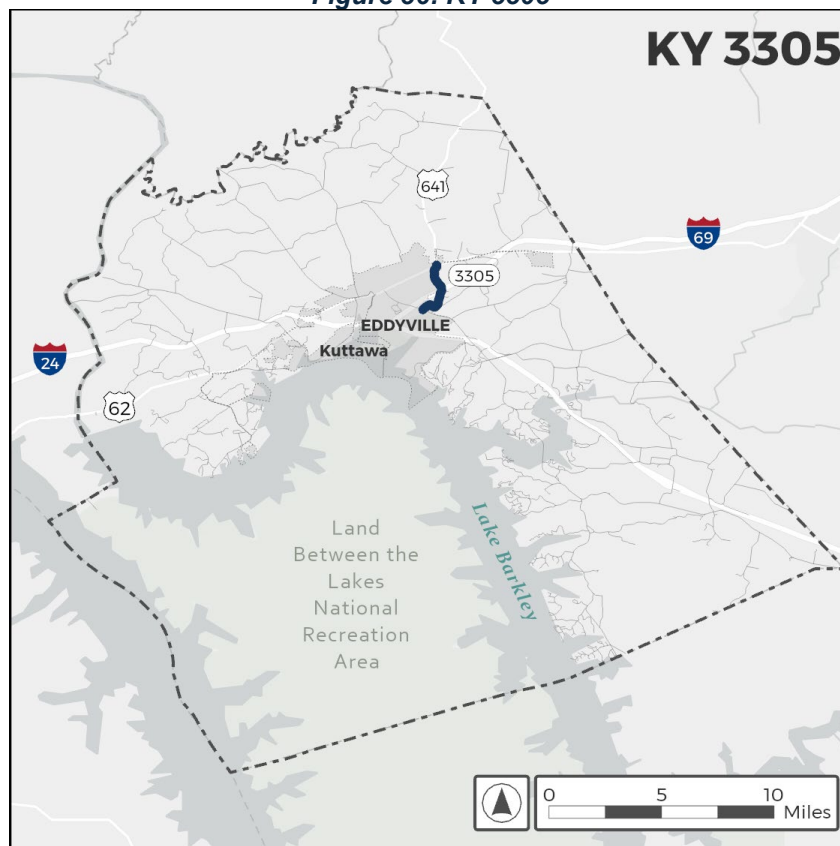 KY 3305
641
69
3305
EDDYVILLE
Kuttawa
24
62
Land
Between the
Lakes
National
Recreation
Area
Lake Barkley
0 5 10
Miles